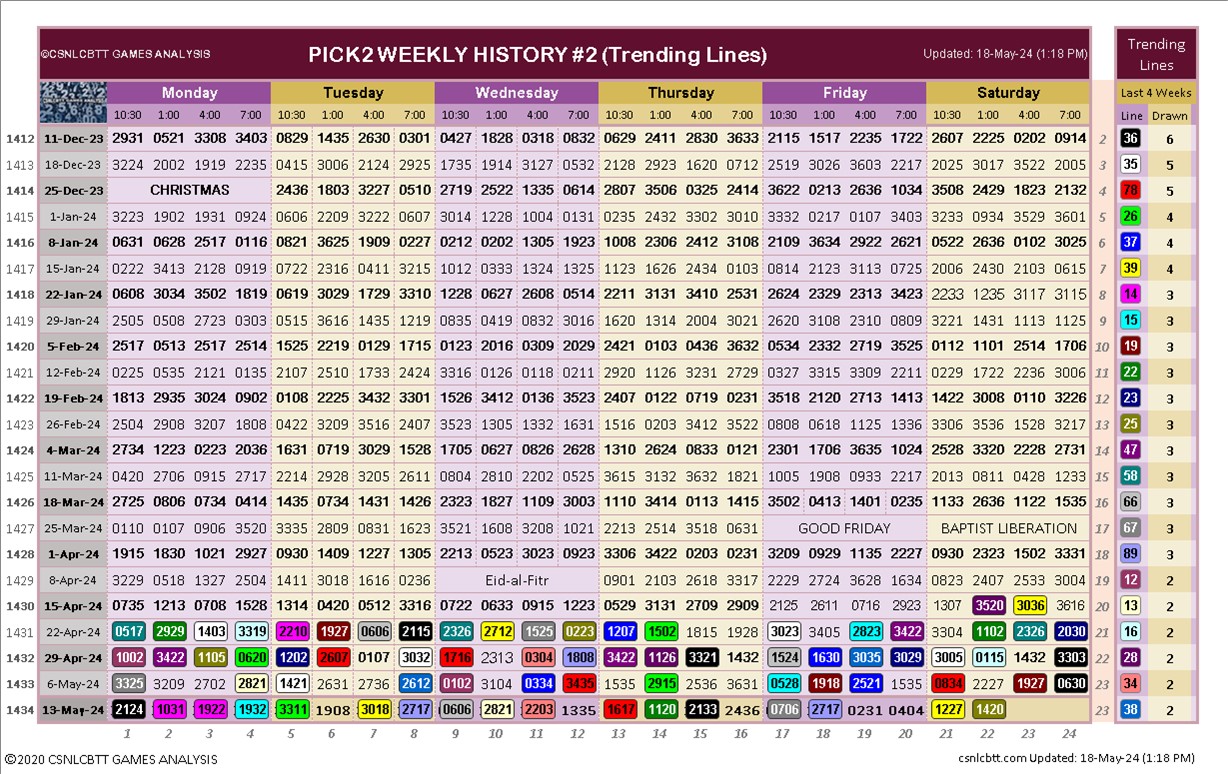 ©CSNLCBTT GAMES ANALYSIS PICK2 WEEKLY HISTORY #2 (Trending Lines) Updated: 18-May-24 (1:18 PM) Trending Lines
Monday Tuesday Wednesday Thursday Friday Saturday Last 4 Weeks
10:30 1:00 4:00 7:00 10:30 1:00 4:00 7:00 10:30 1:00 4:00 7:00 10:30 1:00 4:00 7:00 10:30 1:00 4:00 7:00 10:30 1:00 4:00 7:00 Line Drawn
1412 11-Dec-23 2931 0521 3308 3403 0829 1435 2630 0301 0427 1828 0318 0832 0629 2411 2830 3633 2115 1517 2235 1722 2607 2225 0202 0914 2 36 6
1413 18-Dec-23 3224 2002 1919 2235 0415 3006 2124 2925 1735 1914 3127 0532 2128 2923 1620 0712 2519 3026 3603 2217 2025 3017 3522 2005 3 35 5
1414 25-Dec-23 CHRISTMAS 2436 1803 3227 0510 2719 2522 1335 0614 2807 3506 0325 2414 3622 0213 2636 1034 3508 2429 1823 2132 4 78 5
1415 1-Jan-24 3223 1902 1931 0924 0606 2209 3222 0607 3014 1228 1004 0131 0235 2432 3302 3010 3332 0217 0107 3403 3233 0934 3529 3601 5 26 4
1416 8-Jan-24 0631 0628 2517 0116 0821 3625 1909 0227 0212 0202 1305 1923 1008 2306 2412 3108 2109 3634 2922 2621 0522 2636 0102 3025 6 37 4
1417 15-Jan-24 0222 3413 2128 0919 0722 2316 0411 3215 1012 0333 1324 1325 1123 1626 2434 0103 0814 2123 3113 0725 2006 2430 2103 0615 7 39 4
1418 22-Jan-24 0608 3034 3502 1819 0619 3029 1729 3311 1228 0627 2608 0514 2211 3131 3410 2531 2624 2329 2313 3423 2233 1235 3117 3115 8 14 3
1419 29-Jan-24 2505 0508 2723 0303 0515 3616 1435 1219 0835 0419 0832 3016 1620 1314 2004 3021 2620 3108 2310 0809 3221 1431 1113 1125 9 15 3
1420 5-Feb-24 2517 0513 2517 2514 1525 2219 0129 1715 0123 2016 0309 2029 2421 0103 0436 3632 0534 2332 2719 3525 0112 1101 2514 1706 10 19 3
1421 12-Feb-24 0225 0535 2121 0135 2107 2510 1733 2424 3316 0126 0118 0211 2920 1126 3231 2729 0327 3315 3309 2211 0229 1722 2236 3006 11 22 3
1422 19-Feb-24 1813 2935 3024 0902 0108 2225 3432 3301 1526 3412 0136 3523 2407 0122 0719 0231 3518 2120 2713 1413 1422 3008 0110 3226 12 23 3
1423 26-Feb-24 2504 2908 3207 1808 0422 3209 3516 2407 3523 1305 1332 1631 1516 0203 3412 3522 0808 0618 1125 1336 3306 3536 1528 3217 13 25 3
1424 4-Mar-24 2734 1223 0223 2036 1631 0719 3029 1521 1705 0627 0826 2628 1310 2624 0833 0121 2301 1706 3635 1024 2528 3320 2228 2731 14 47 3
1425 11-Mar-24 0420 2706 0915 2717 2214 2928 3205 2611 0804 2810 2202 0525 3615 3132 3632 1821 1005 1908 0933 2217 2013 0811 0428 1233 15 58 3
1426 18-Mar-24 2725 0806 0734 0414 1435 0734 1431 1426 2323 1827 1109 3003 1110 3414 0113 1415 3502 0413 1401 0235 1133 2636 1122 1535 16 66 3
1427 25-Mar-24 0110 0107 0906 3520 3335 2809 0831 1623 3521 1608 3208 1021 2213 2514 3518 0631 GOOD FRIDAY BAPTIST LIBERATION 17 67 3
1428 1-Apr-24 1915 1830 1021 2927 0930 1409 1227 1305 2213 0523 3023 0923 3306 3422 0203 0231 3209 0929 1135 2227 0930 2323 1502 3331 18 89 3
1429 8-Apr-24 3229 0518 1327 2504 1411 3018 1616 0236 Eid-al-Fitr 0901 2103 2618 3317 2229 2724 3628 1634 0823 2407 2533 3004 19 12 2
1430 15-Apr-24 0735 1213 0708 1528 1314 0420 0512 3316 0722 0633 0915 1223 0529 3131 2709 2909 2125 2611 0716 2923 1307 3520 3036 3618 20 13 2
1431 22-Apr-24 0517 2929 1403 3319 2210 1927 0606 2115 2326 2712 1525 0223 1207 1502 1815 1928 3023 3405 2823 3422 3304 1102 2326 2030 21 16 2
1432 29-Apr-24 1002 3422 1105 0620 1202 2607 0107 3032 1716 2313 0304 1808 3422 1126 3321 1432 1524 1630 3035 3029 3005 0115 1432 3303 22 28 2
1433 6-May-24 3325 3209 2702 2821 1421 2631 2736 2612 0102 3104 0334 3435 1535 2915 2536 3631 0528 1918 2521 1535 0834 2227 1927 0630 23 34 2
1434 13-May-24 2124 1031 1922 1932 3311 1908 3018 2717 0606 2821 2203 1335 1617 1120 2133 2436 0706 2717 0231 0404 1227 1420 23 38 2
1 2 3 4 5 6 7 8 9 10 11 12 13 14 15 16 17 18 19 20 21 22 23 24
©2020 CSNLCBTT GAMES ANALYSIS csnlcbtt.com Updated: 18-May-24 (1:18 PM)